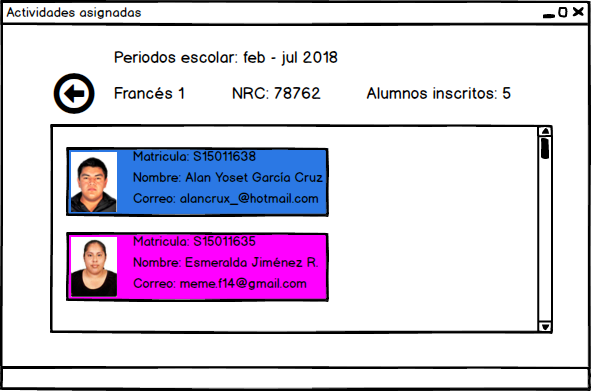 Actividades asignadas
Periodos escolar: feb - jul 2018
Francés 1 NRC: 78762 Alumnos inscritos: 5
Matricula: S15011638
Nombre: Alan Yoset García Cruz
Correo: alancrux_@hotmail.com
Matricula: S15011635
Nombre: Esmeralda Jiménez R.
Correo: meme.f14@gmail.com